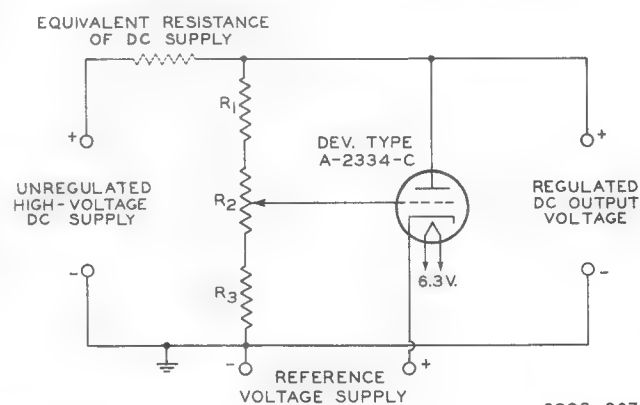 EQUIVALENT RESISTANCE
OF DC SUPPLY
R1
DEV. TYPE
A-2334-C
+
+
UNREGULATED
HIGH-VOLTAGE
DC SUPPLY
R2
REGULATED
DC OUTPUT
VOLTAGE
-
-
R3
6.3 V.
-
+
REFERENCE
VOLTAGE SUPPLY